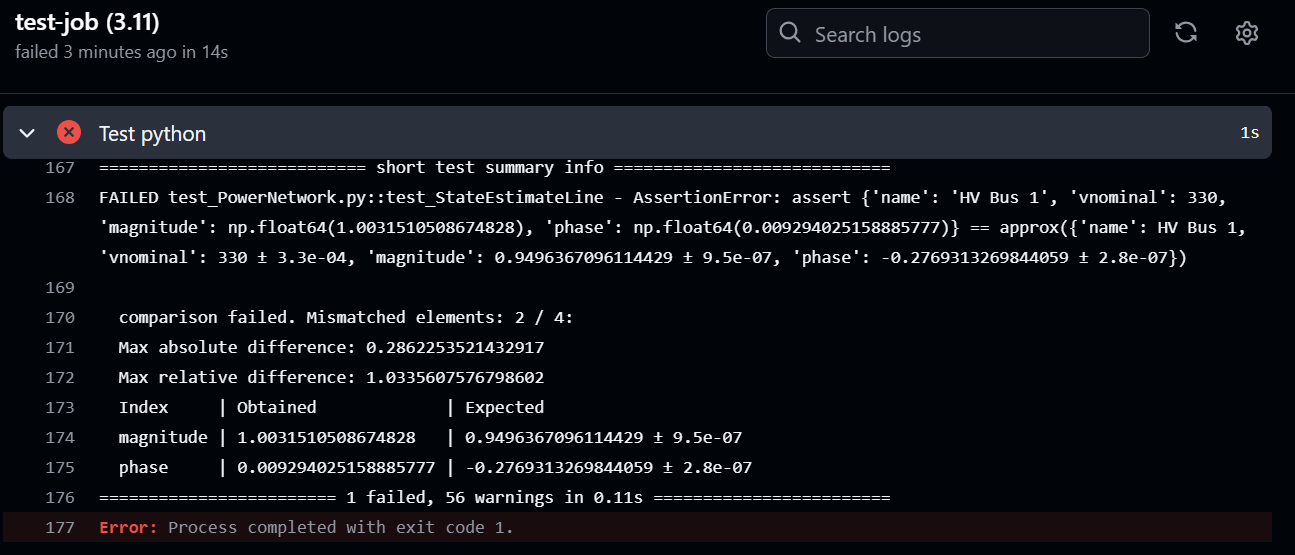 test-job (3.11)
failed 3 minutes ago in 14s
Search logs
Test python
1s
167 =========================== short test summary info ============================
168 FAILED test_PowerNetwork.py::test_StateEstimateLine - AssertionError: assert {'name': 'HV Bus 1', 'vnominal': 330,
'magnitude': np.float64(1.0031510508674828), 'phase': np.float64(0.009294025158885777)} == approx({'name': HV Bus 1,
'vnominal': 330 ± 3.3e-04, 'magnitude': 0.9496367096114429 ± 9.5e-07, 'phase': -0.2769313269844059 ± 2.8e-07})
169
170 comparison failed. Mismatched elements: 2 / 4:
171 Max absolute difference: 0.2862253521432917
172 Max relative difference: 1.0335607576798602
173 Index | Obtained | Expected
174 magnitude | 1.0031510508674828 | 0.9496367096114429 ± 9.5e-07
175 phase | 0.009294025158885777 | -0.2769313269844059 ± 2.8e-07
176 ======================== 1 failed, 56 warnings in 0.11s ========================
177 Error: Process completed with exit code 1.